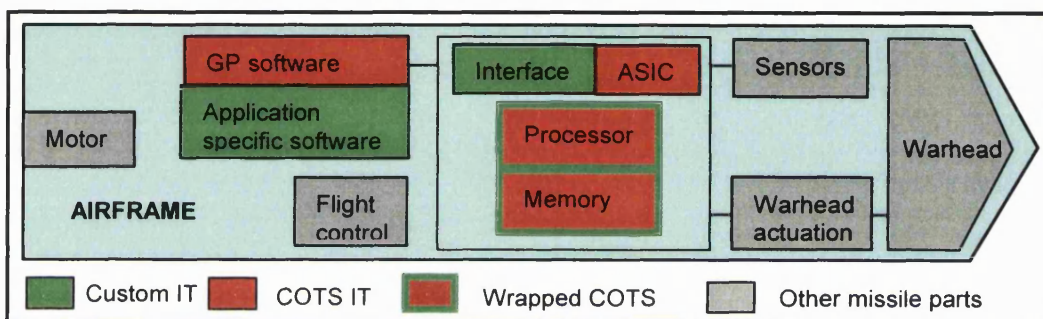 GP software
Interface
ASIC
Sensors
Application
specific software
Motor
Processor
Warhead
Memory
AIRFRAME
Flight
control
Warhead
actuation
Custom IT
COTS IT
Wrapped COTS
Other missile parts